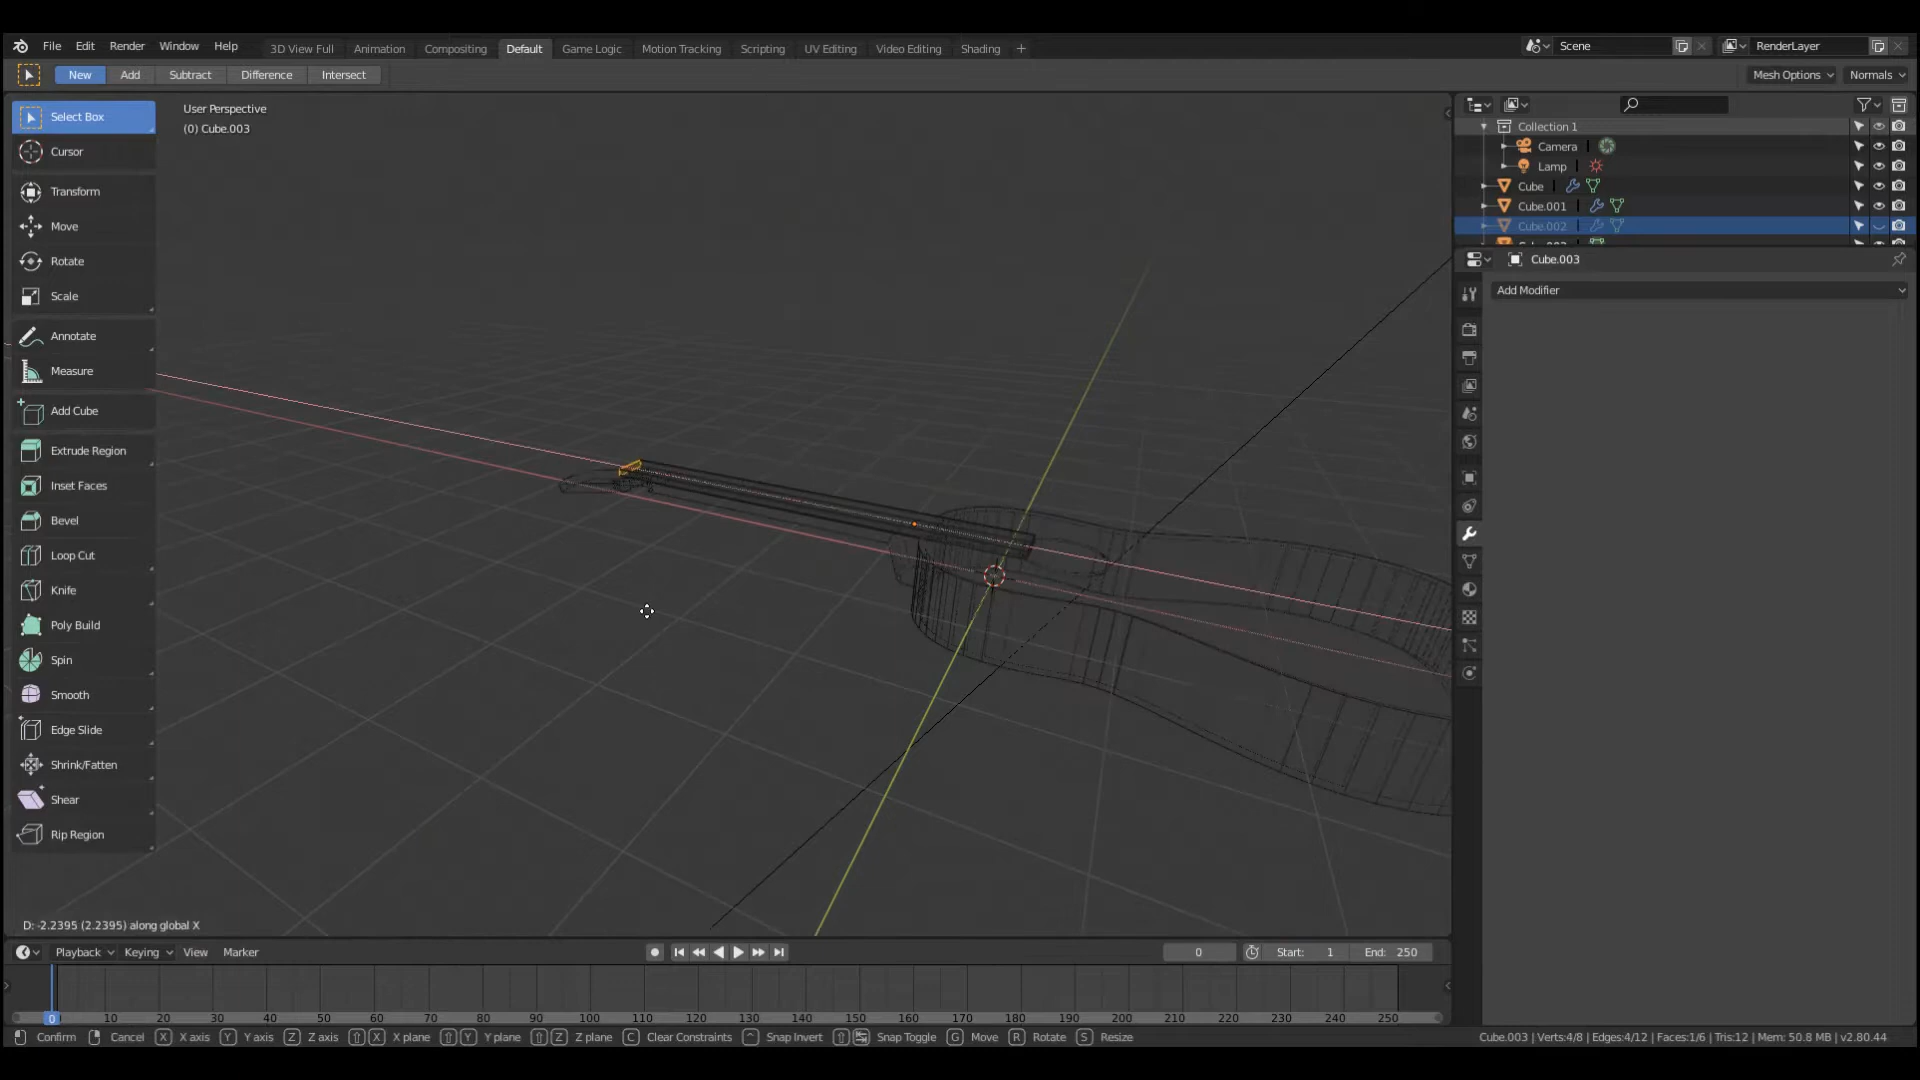 File Edit Render Window Help
3D View Full Animation Compositing Default Game Logic Motion Tracking Scripting UV Editing Video Editing Shading +
Scene
RenderLayer
New Add Subtract Difference Intersect
Mesh Options
Normals
Select Box
Cursor
Transform
Move
Rotate
Scale
Annotate
Measure
Add Cube
Extrude Region
Inset Faces
Bevel
Loop Cut
Knife
Poly Build
Spin
Smooth
Edge Slide
Shrink/Fatten
Shear
Rip Region
User Perspective
(0) Cube.003
Collection 1
Camera
Lamp
Cube
Cube.001
Cube.002
Cube.003
Add Modifier
D: -2.2395 (2.2395) along global X
Playback Keying View Marker
0
Start: 1 End: 250
0 10 20 30 40 50 60 70 80 90 100 110 120 130 140 150 160 170 180 190 200 210 220 230 240 250
Confirm Cancel X X axis Y Y axis Z Z axis X X plane Y Y plane Z Z plane C Clear Constraints ^ Snap Invert Snap Toggle G Move R Rotate S Resize
Cube.003 | Verts:4/8 | Edges:4/12 | Faces:1/6 | Tris:12 | Mem: 50.8 MB | v2.80.44